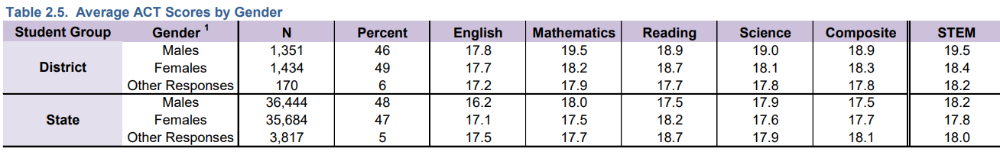 Table 2.5. Average ACT Scores by Gender
Student Group Gender 1 N Percent English Mathematics Reading Science Composite STEM
Males 1,351 46 17.8 19.5 18.9 19.0 18.9 19.5
District Females 1,434 49 17.7 18.2 18.7 18.1 18.3 18.4
Other Responses 170 6 17.2 17.9 17.7 17.8 17.8 18.2
Males 36,444 48 16.2 18.0 17.5 17.9 17.5 18.2
State Females 35,684 47 17.1 17.5 18.2 17.6 17.7 17.8
Other Responses 3,817 5 17.5 17.7 18.7 17.9 18.1 18.0